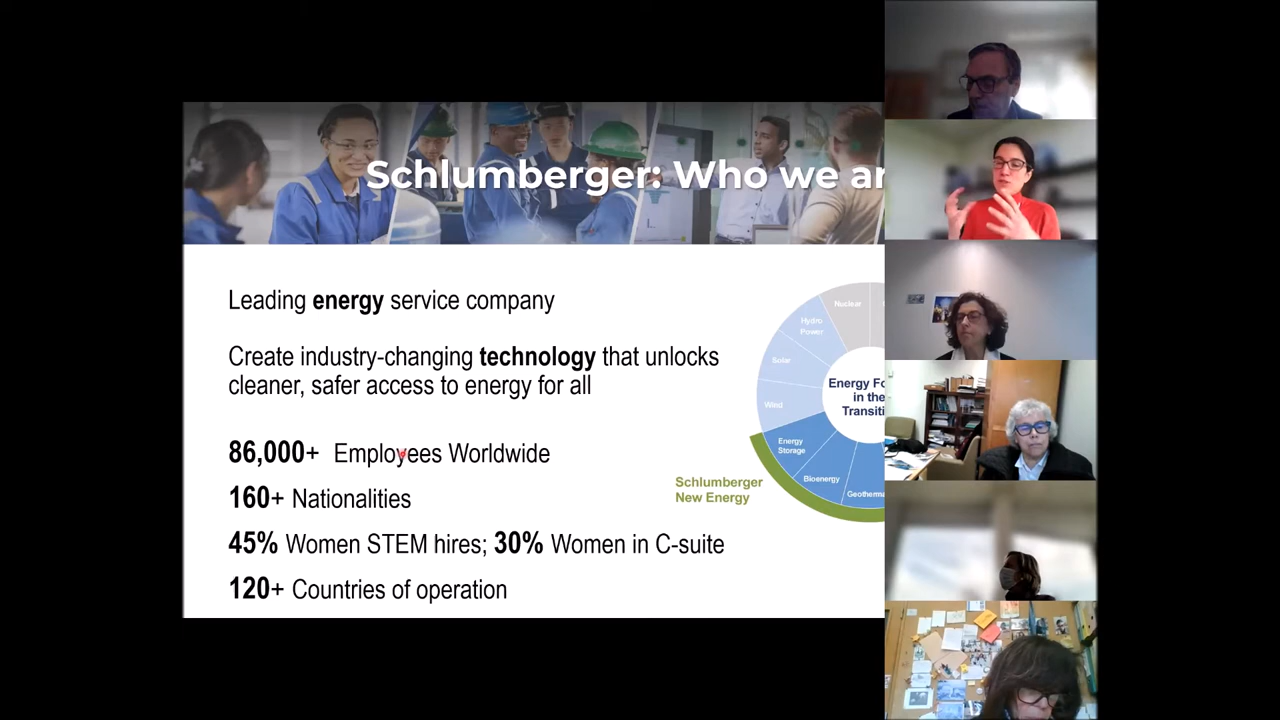 Schlumberger: Who we ar
Leading energy service company
Create industry-changing technology that unlocks
cleaner, safer access to energy for all
86,000+ Employees Worldwide
160+ Nationalities
45% Women STEM hires; 30% Women in C-suite
120+ Countries of operation
Nuclear
Hydro
Power
Solar
Wind
Energy
Storage
Bioenergy
Geotherma
Energy Fo
in the
Transiti
Schlumberger
New Energy